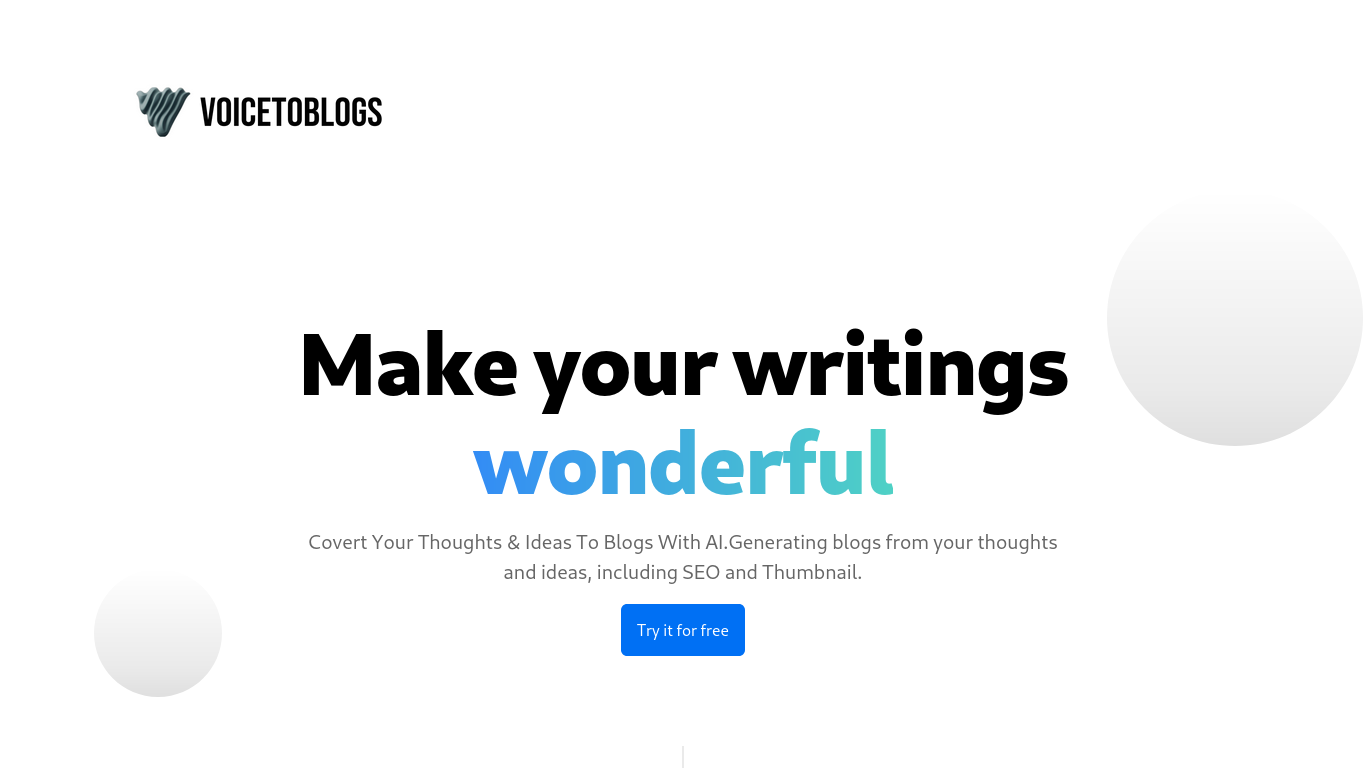 VOICETOBLOGS
Make your writings
wonderful
Covert Your Thoughts & Ideas To Blogs With AI.Generating blogs from your thoughts
and ideas, including SEO and Thumbnail.
Try it for free